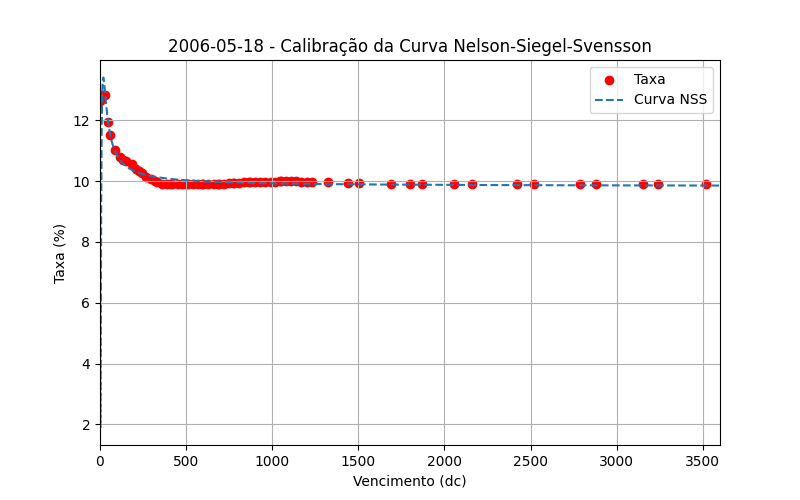 2006-05-18 - Calibração da Curva Nelson-Siegel-Svensson
Taxa
Curva NSS
12
10
8
6
4
2
Taxa (%)
0 500 1000 1500 2000 2500 3000 3500
Vencimento (dc)